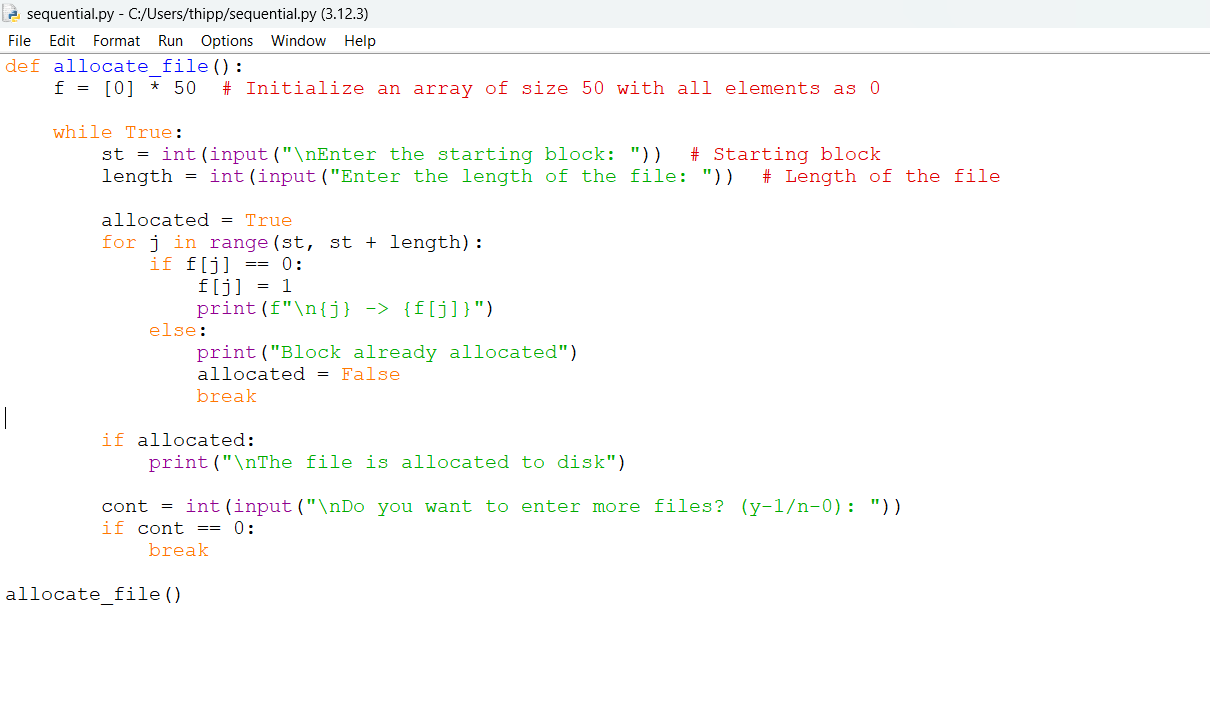 sequential.py - C:/Users/thipp/sequential.py (3.12.3)
File Edit Format Run Options Window Help
def allocate_file():
    f = [0] * 50  # Initialize an array of size 50 with all elements as 0

    while True:
        st = int(input("\nEnter the starting block: "))  # Starting block
        length = int(input("Enter the length of the file: "))  # Length of the file

        allocated = True
        for j in range(st, st + length):
            if f[j] == 0:
                f[j] = 1
                print(f"\n{j} -> {f[j]}")
            else:
                print("Block already allocated")
                allocated = False
                break

        if allocated:
            print("\nThe file is allocated to disk")

        cont = int(input("\nDo you want to enter more files? (y-1/n-0): "))
        if cont == 0:
            break

allocate_file()